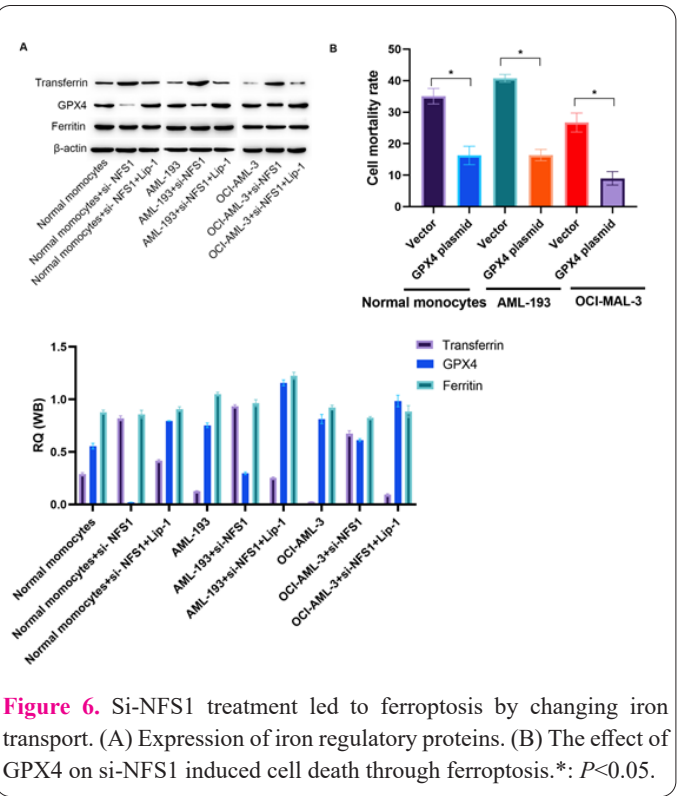 A
Transferrin
GPX4
Ferritin
β-actin
Normal momocytes
Normal momocytes+si- NFS1
Normal momocytes+si- NFS1+Lip-1
AML-193
AML-193+si-NFS1
AML-193+si-NFS1+Lip-1
OCI-AML-3
OCI-AML-3+si-NFS1
OCI-AML-3+si-NFS1+Lip-1
B
Cell mortality rate
50
40
30
20
10
0
*
*
*
Vector
GPX4 plasmid
Vector
GPX4 plasmid
Vector
GPX4 plasmid
Normal monocytes
AML-193
OCI-MAL-3
RQ (WB)
1.5
1.0
0.5
0.0
Transferrin
GPX4
Ferritin
Normal momocytes
Normal momocytes+si- NFS1
Normal momocytes+si- NFS1+Lip-1
AML-193
AML-193+si-NFS1
AML-193+si-NFS1+Lip-1
OCI-AML-3
OCI-AML-3+si-NFS1
OCI-AML-3+si-NFS1+Lip-1
Figure 6. Si-NFS1 treatment led to ferroptosis by changing iron
transport. (A) Expression of iron regulatory proteins. (B) The effect of
GPX4 on si-NFS1 induced cell death through ferroptosis.*: P<0.05.